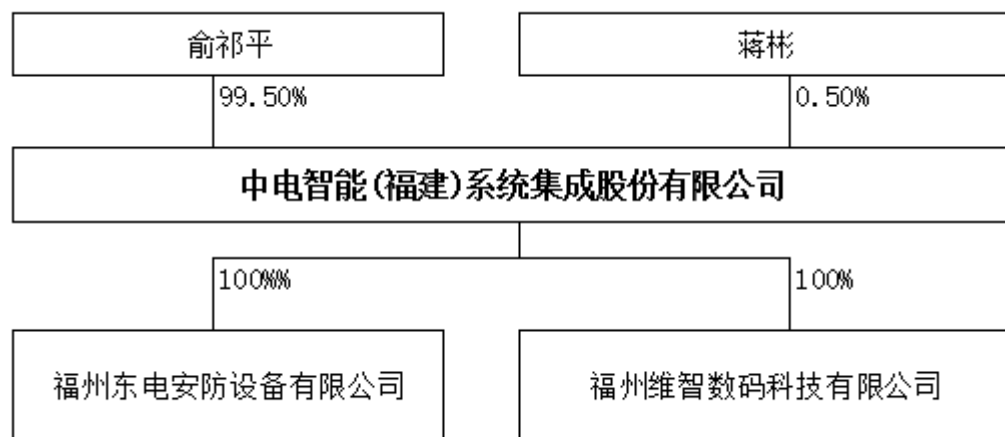 俞祁平
蒋彬
99.50%
0.50%
中电智能(福建)系统集成股份有限公司
100%%
100%
福州东电安防设备有限公司
福州维智数码科技有限公司